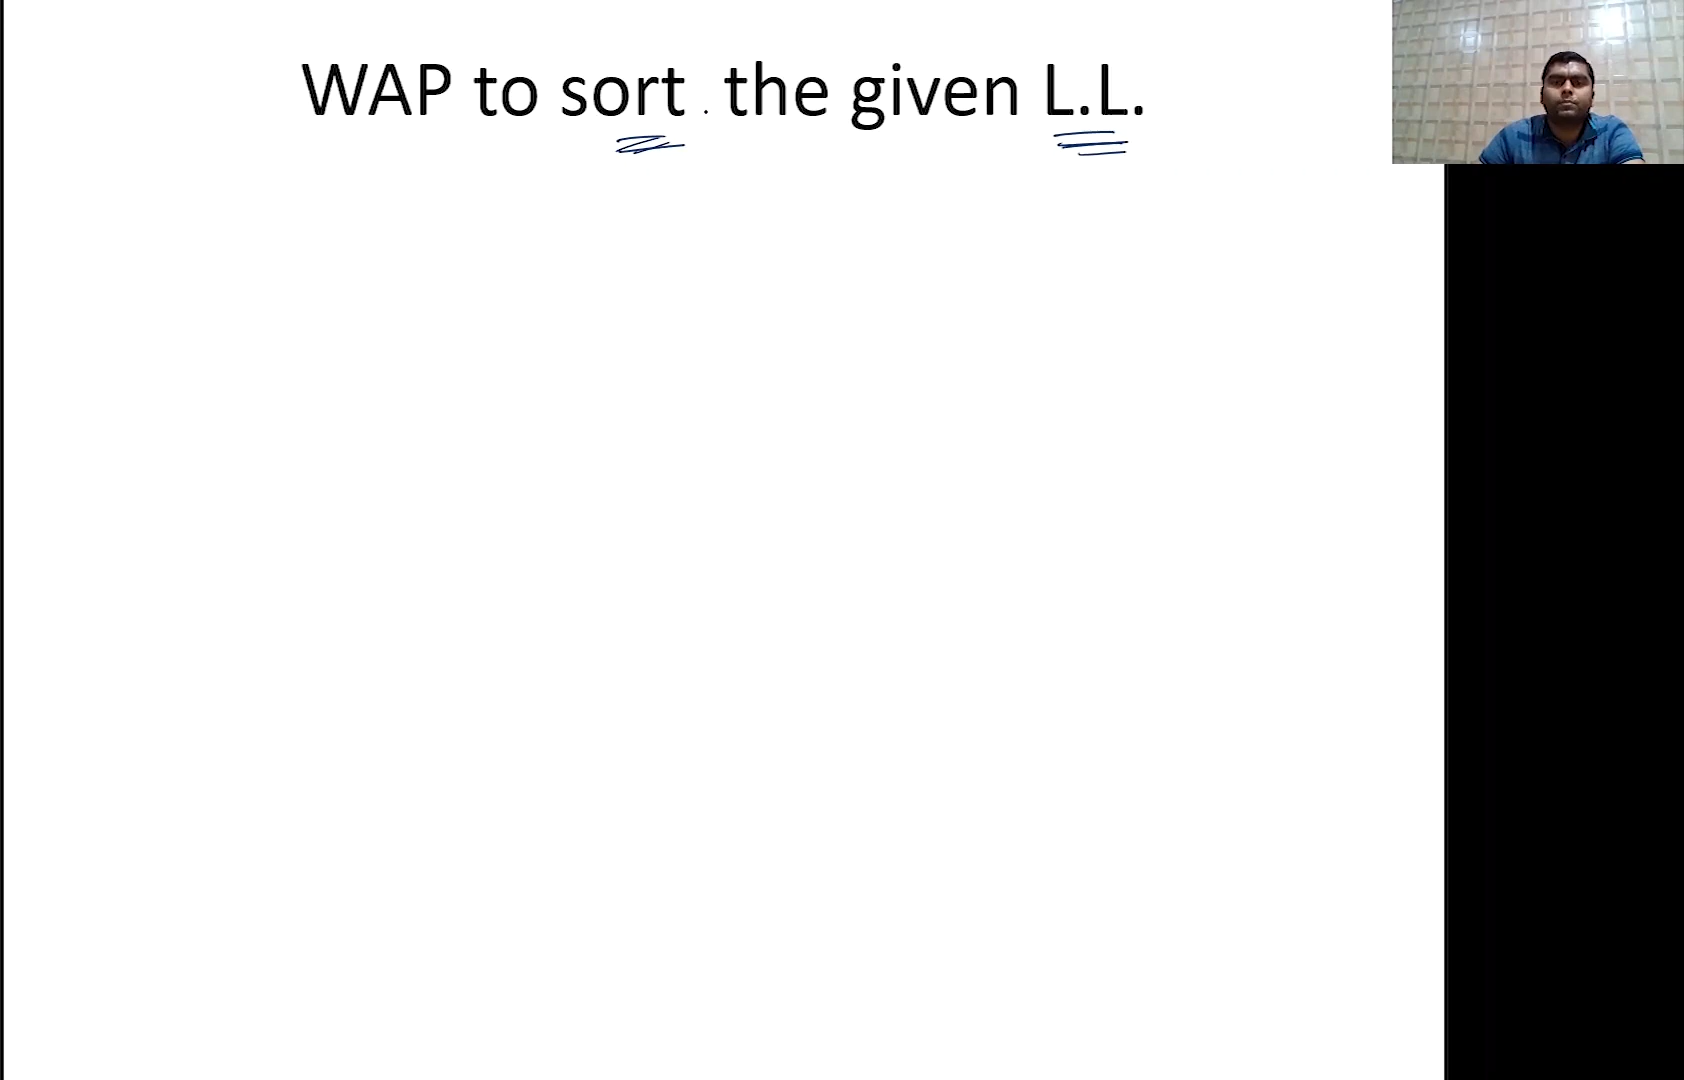 WAP to sort . the given L.L.